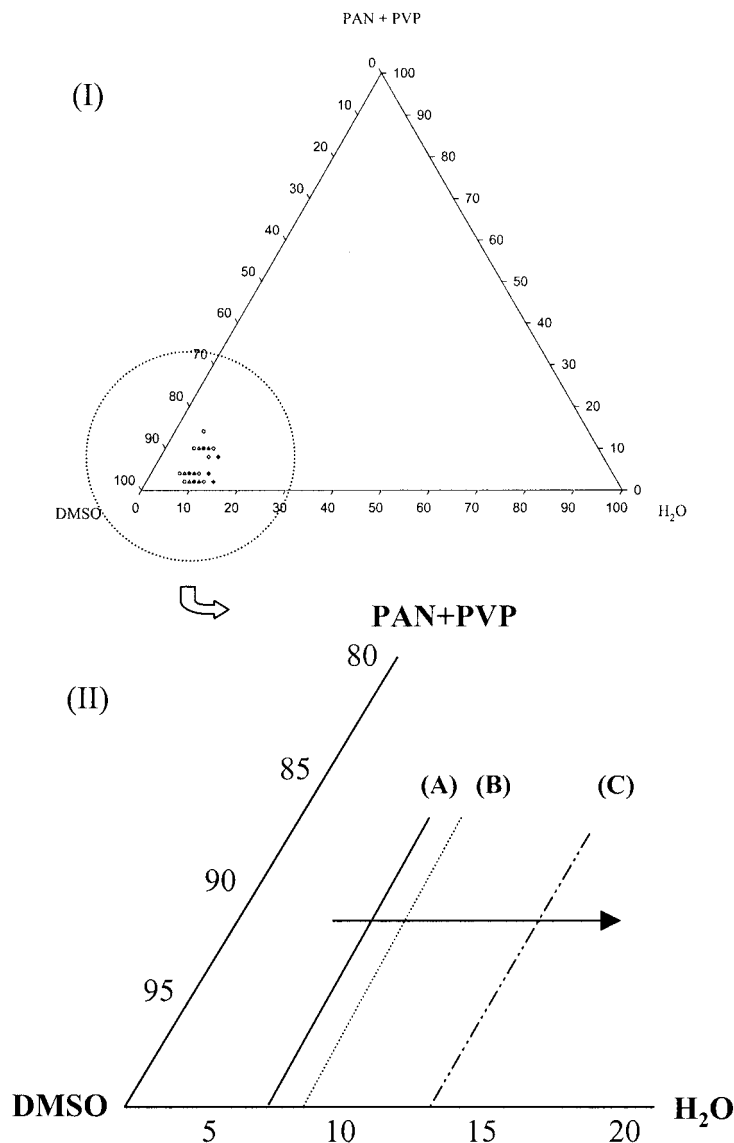 PAN + PVP
(I)
0 100
10 90
20 80
30 70
40 60
50 50
60 40
70 30
80 20
90 10
100 0
DMSO 0 10 20 30 40 50 60 70 80 90 100 H₂O
PAN+PVP
(II)
80
85
(A) (B) (C)
90
95
DMSO H₂O
5 10 15 20